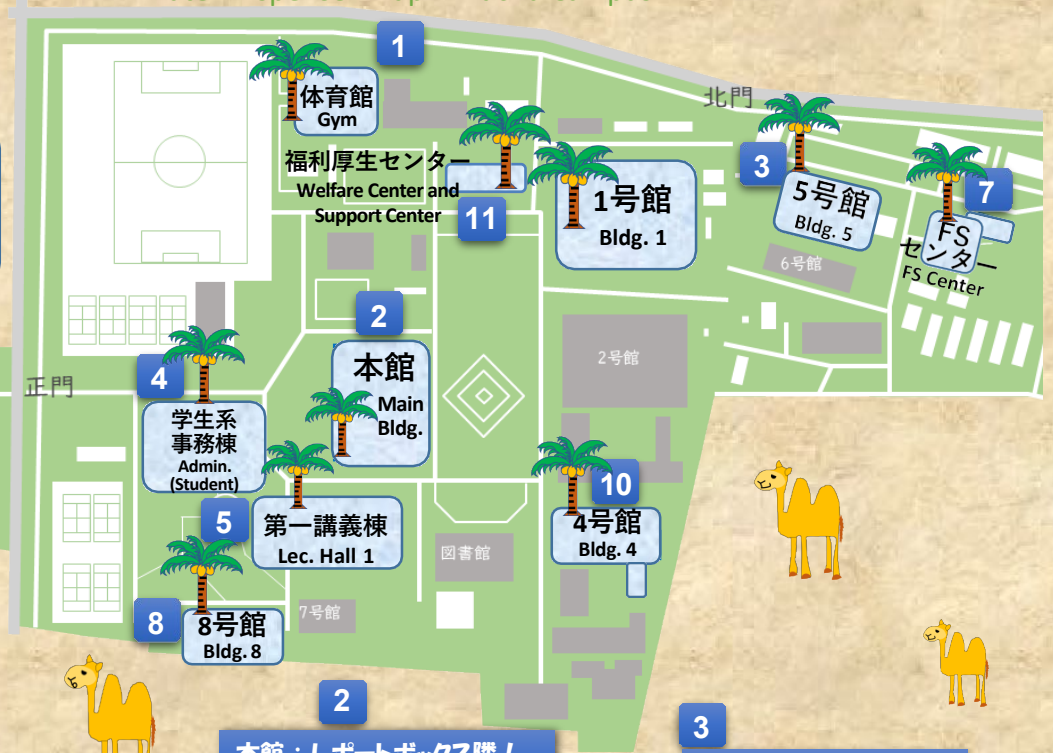 1
体育館
Gym
北門
福利厚生センター
Welfare Center and
Support Center
11
1号館
Bldg. 1
3
5号館
Bldg. 5
7
FS
センター
FS Center
6号館
2
本館
Main
Bldg.
2号館
正門
4
学生系
事務棟
Admin.
(Student)
5
第一講義棟
Lec. Hall 1
図書館
10
4号館
Bldg. 4
8
8号館
Bldg. 8
7号館
2
3